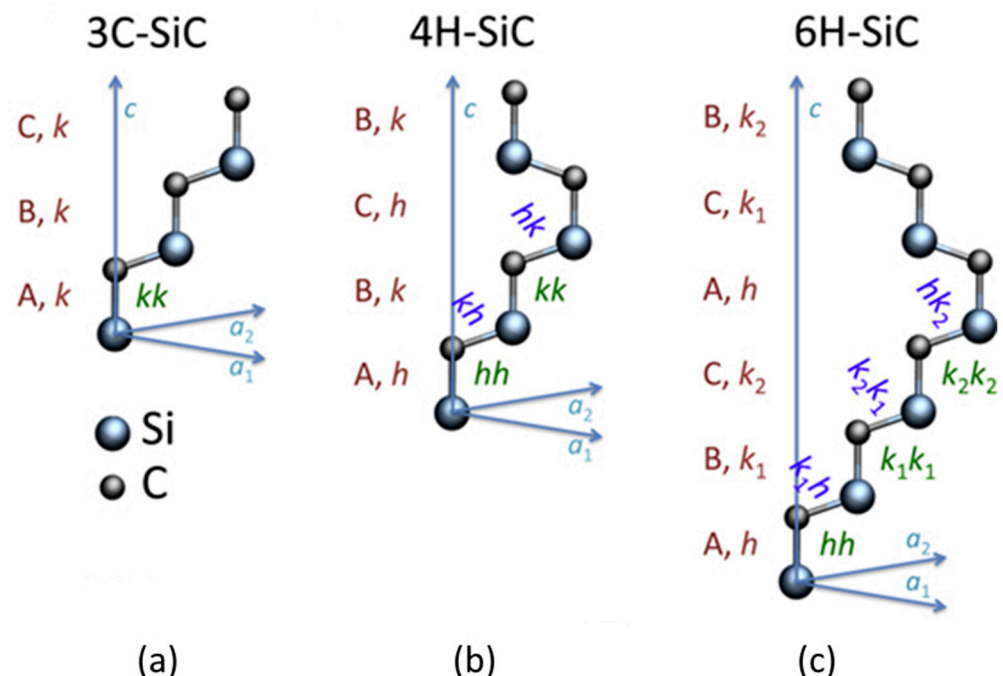 3C-SiC
C, k
B, k
A, k
c
kk
a₂
a₁
Si
C
(a)
4H-SiC
B, k
C, h
B, k
A, h
c
hk
kk
kh
hh
a₂
a₁
(b)
6H-SiC
B, k₂
C, k₁
A, h
C, k₂
B, k₁
A, h
c
hk₂
k₂k₂
k₂k₁
k₁k₁
k₁h
hh
a₂
a₁
(c)